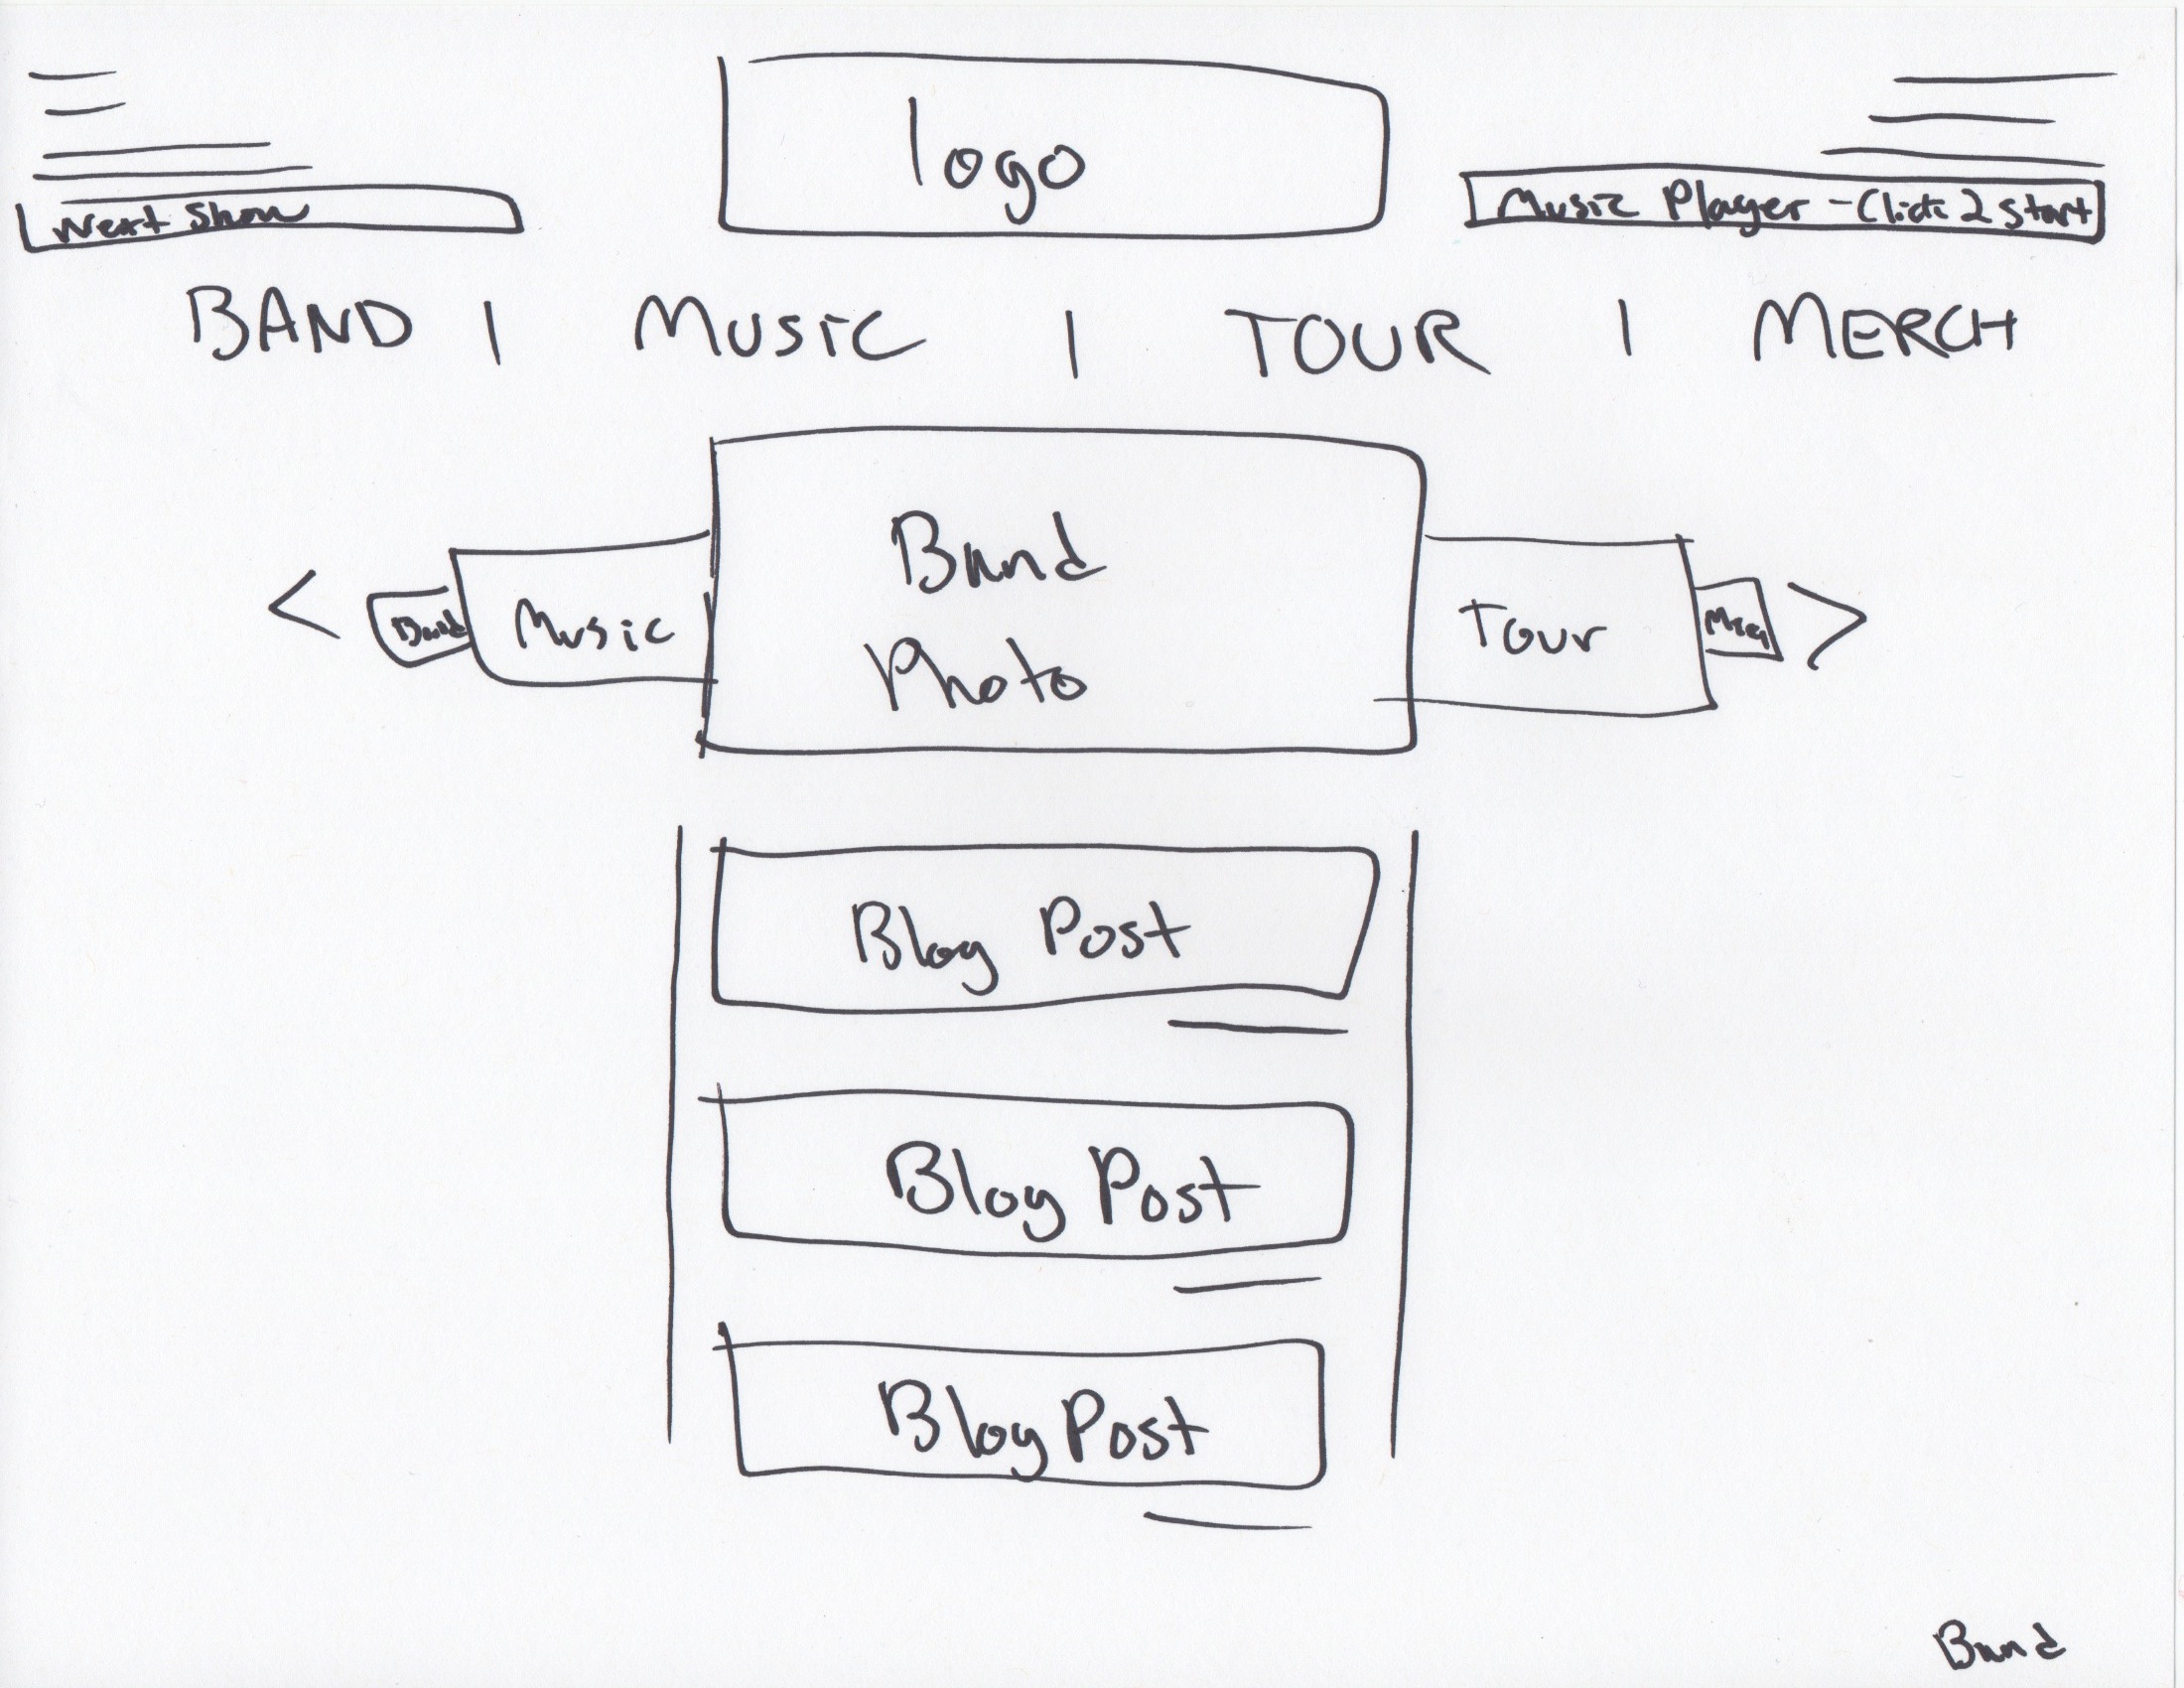 logo
Next Show
Music Player - Click 2 Start
BAND | MUSIC | TOUR | MERCH
<
Band
Music
Band
Photo
Tour
>
Blog Post
Blog Post
Blog Post
Band